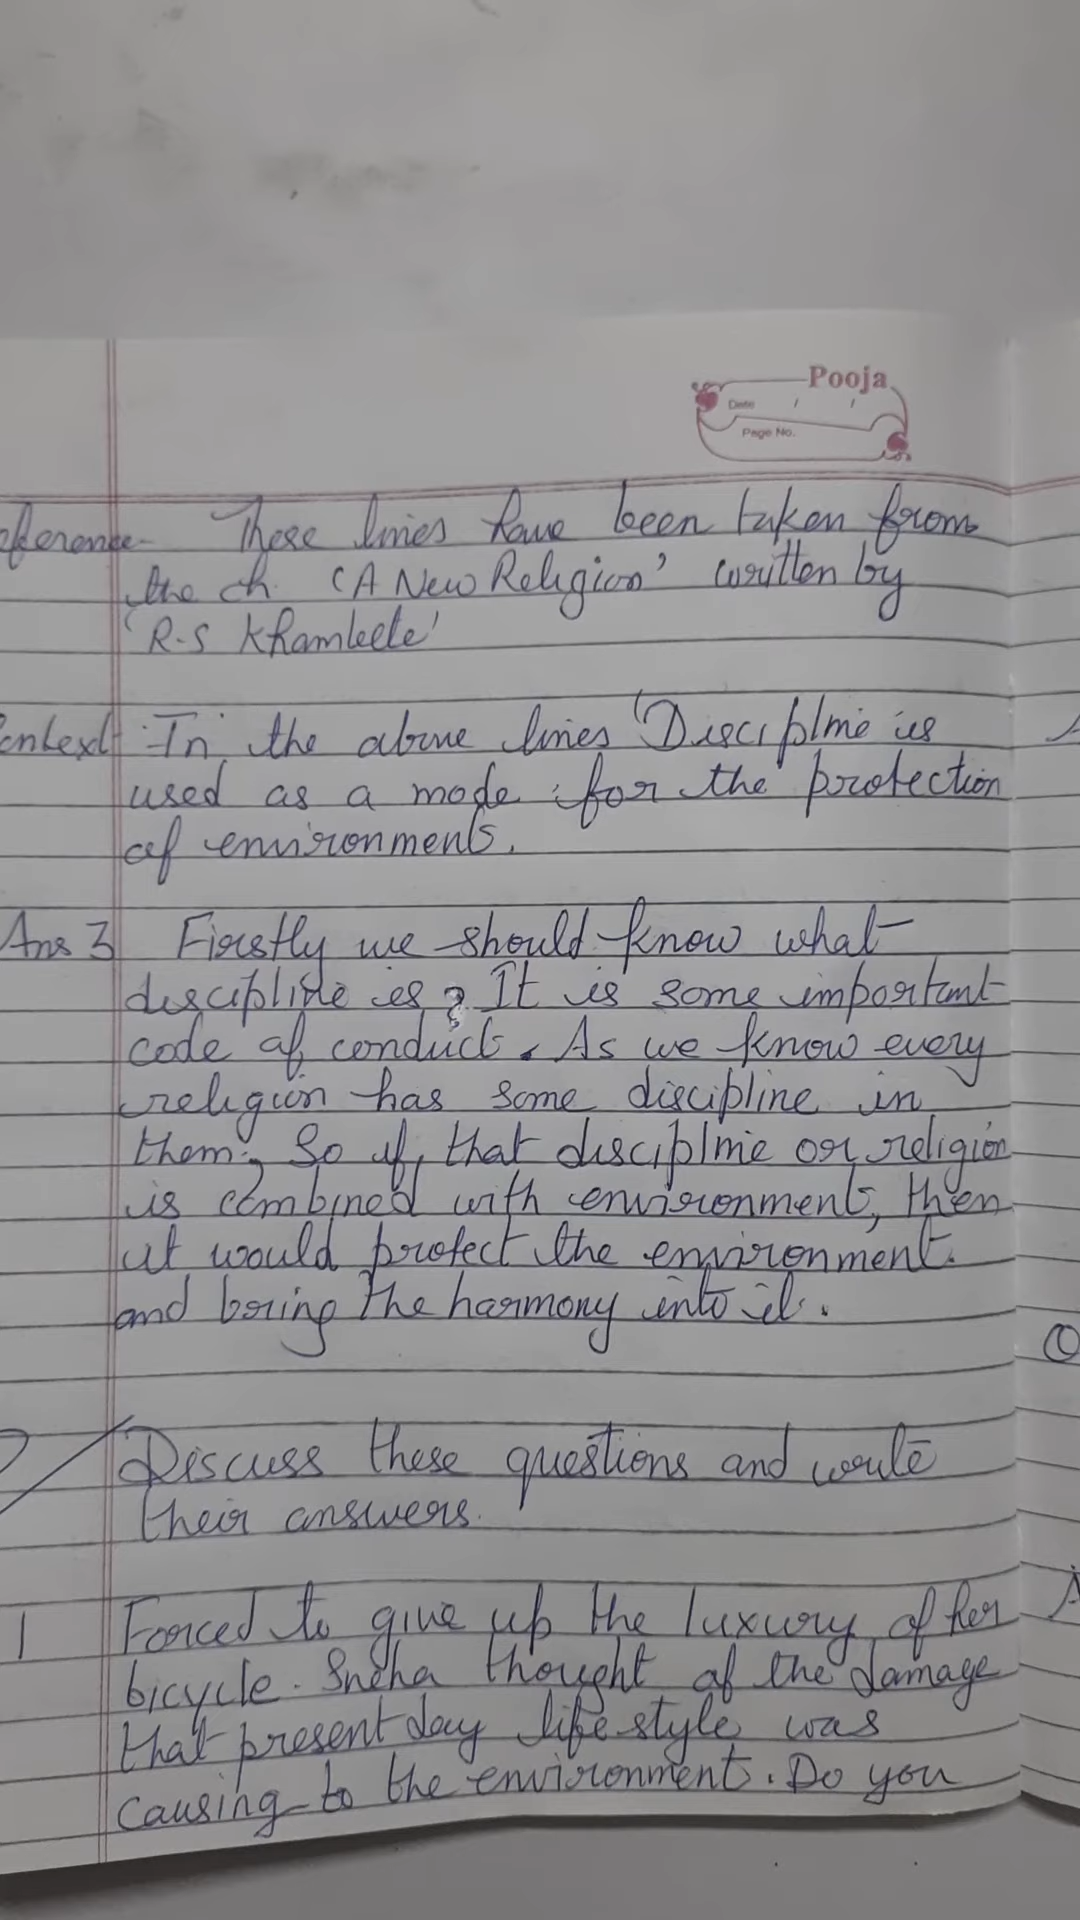 Pooja
Date / /
Page No.
eference- These lines have been taken from
the ch. 'A New Religion' written by
'R-S Khambete'
ontext :- In the above lines 'Discipline is
used as a mode for the protection
of environments.
Ans 3 Firstly we should know what
discipline is? It is some important
code of conduct. As we know every
religion has some discipline in
them. So if, that discipline or religion
is combined with environment, then
it would protect the environment.
and bring the harmony into it.
Discuss these questions and write
their answers.
1 Forced to give up the luxury of her
bicycle. Sneha thought of the damage
that present day life style was
causing to the environment. Do you